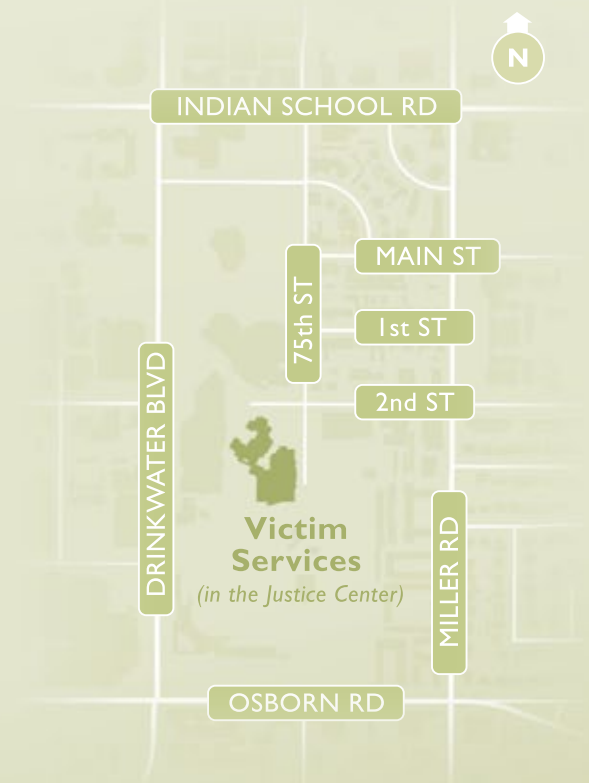 N
INDIAN SCHOOL RD
MAIN ST
75th ST
1st ST
DRINKWATER BLVD
2nd ST
Victim
Services
(in the Justice Center)
MILLER RD
OSBORN RD